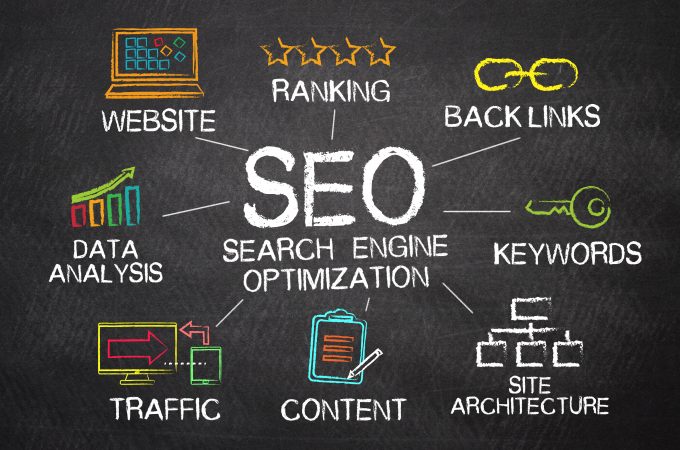 WEBSITE
RANKING
BACK LINKS
SEO
SEARCH ENGINE
OPTIMIZATION
DATA
ANALYSIS
KEYWORDS
TRAFFIC
CONTENT
SITE
ARCHITECTURE